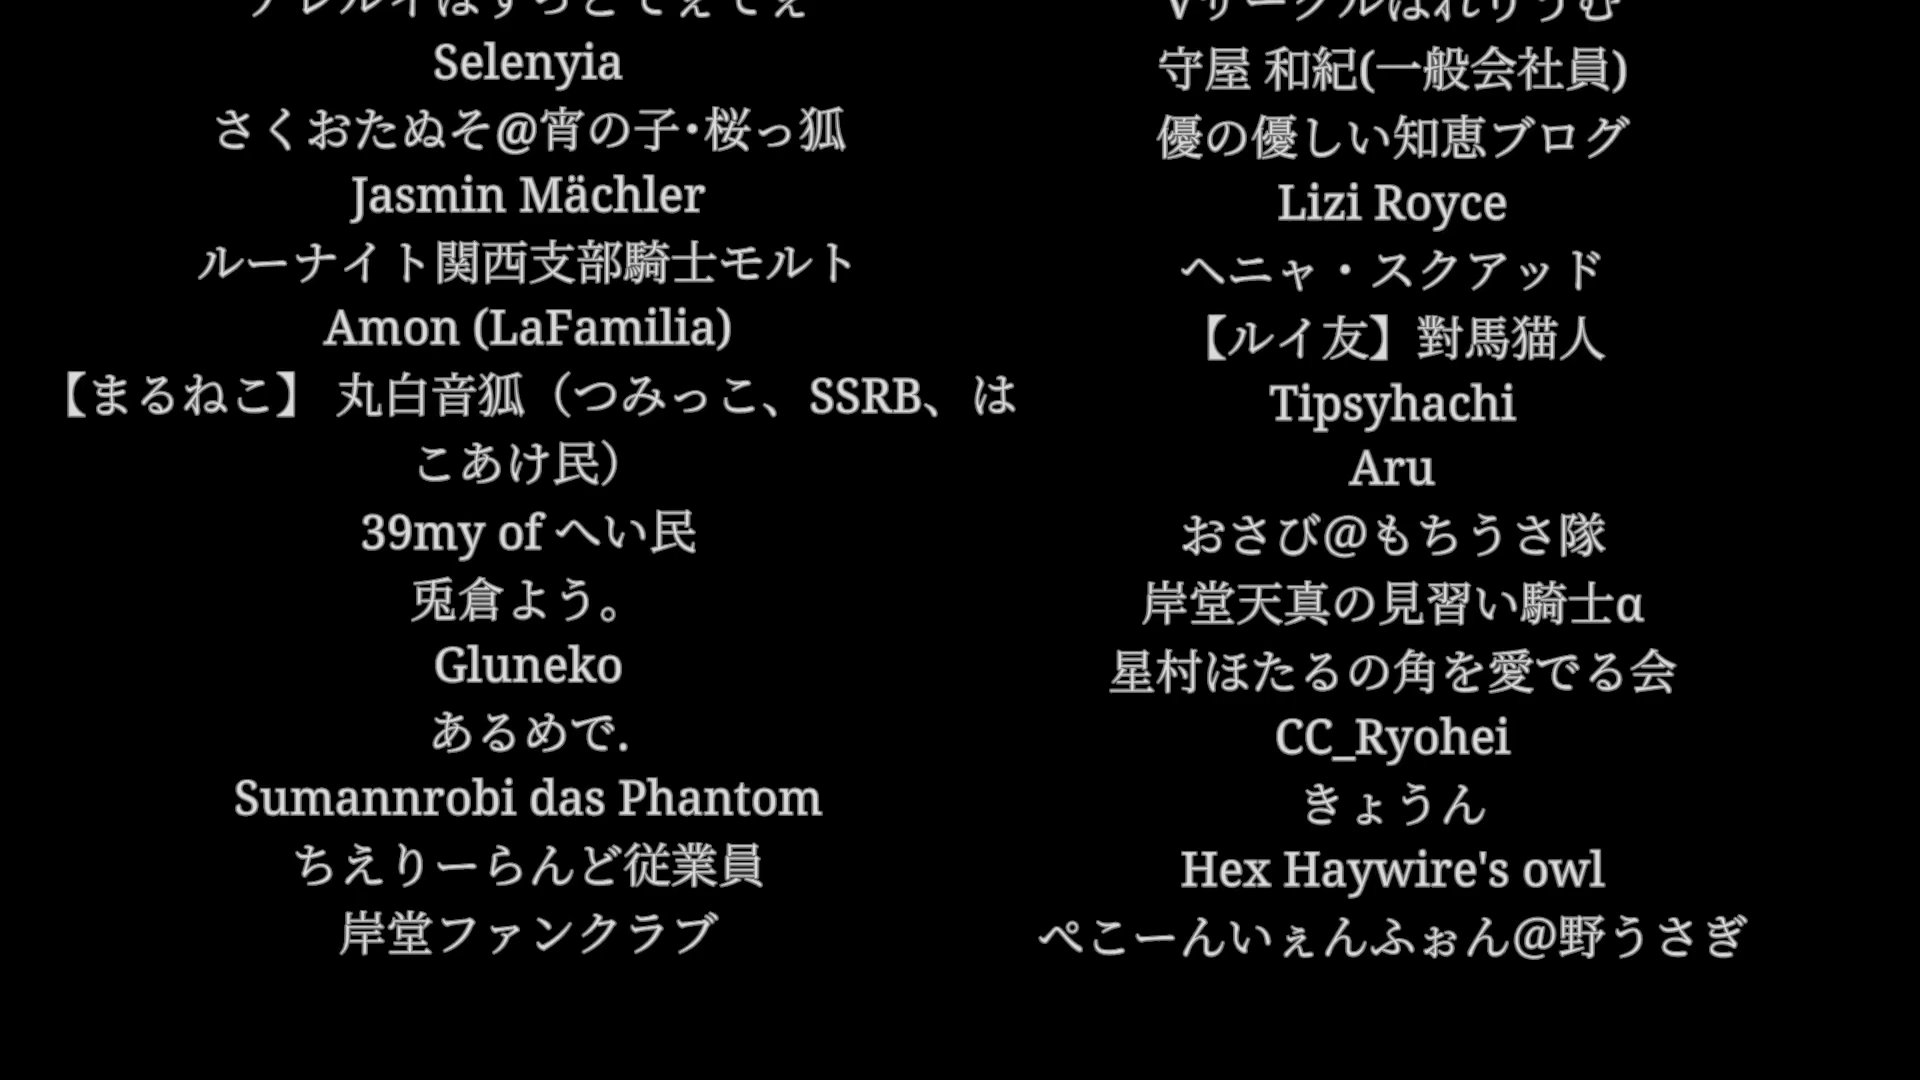 Selenyia
さくおたぬそ@宵の子･桜っ狐
Jasmin Mächler
ルーナイト関西支部騎士モルト
Amon (LaFamilia)
【まるねこ】 丸白音狐（つみっこ、SSRB、は
こあけ民）
39my of へい民
兎倉よう。
Gluneko
あるめで.
Sumannrobi das Phantom
ちえりーらんど従業員
岸堂ファンクラブ
守屋 和紀(一般会社員)
優の優しい知恵ブログ
Lizi Royce
ヘニャ・スクアッド
【ルイ友】對馬猫人
Tipsyhachi
Aru
おさび＠もちうさ隊
岸堂天真の見習い騎士α
星村ほたるの角を愛でる会
CC_Ryohei
きょうん
Hex Haywire's owl
ぺこーんいぇんふぉん＠野うさぎ